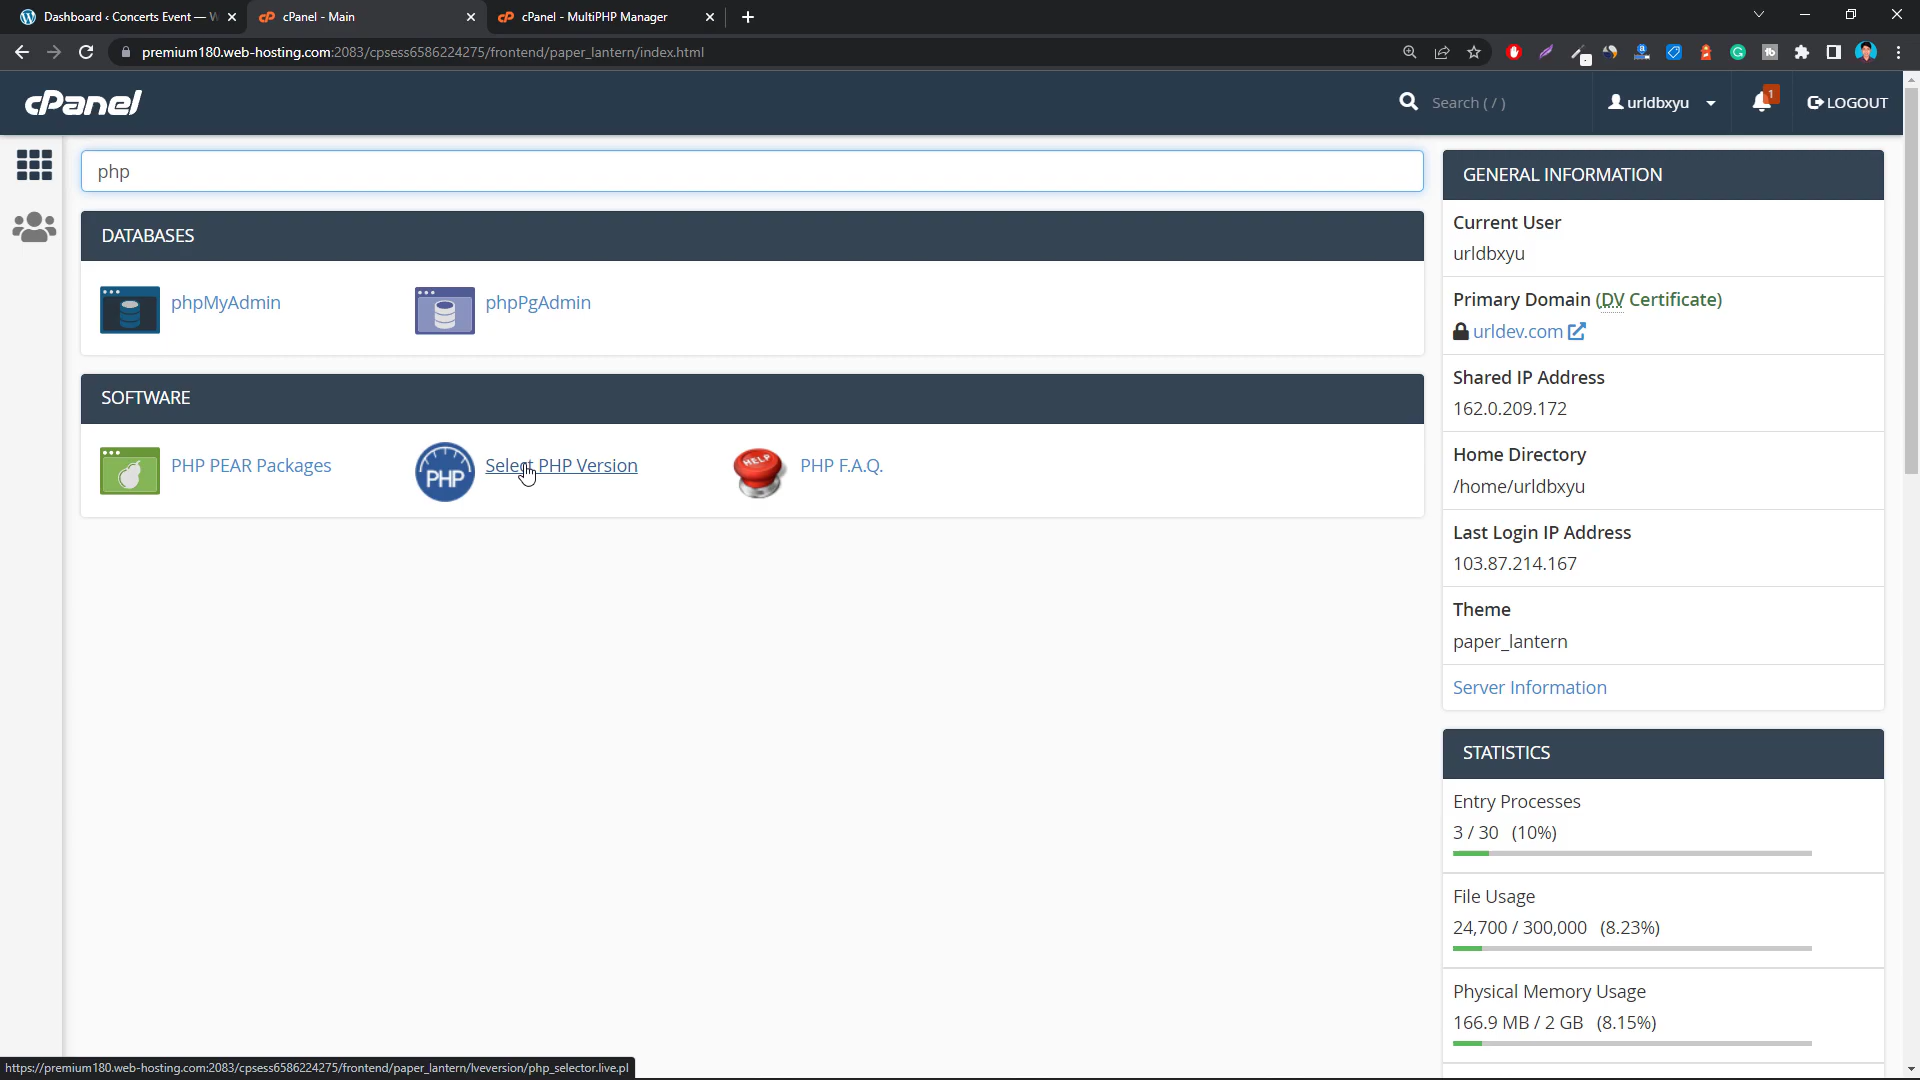 Dashboard ‹ Concerts Event — W
cPanel - Main
cPanel - MultiPHP Manager
premium180.web-hosting.com:2083/cpsess6586224275/frontend/paper_lantern/index.html
cPanel
Search ( / )
urldbxyu
1
LOGOUT
php
DATABASES
phpMyAdmin
phpPgAdmin
SOFTWARE
PHP PEAR Packages
PHP
Select PHP Version
HELP
PHP F.A.Q.
GENERAL INFORMATION
Current User
urldbxyu
Primary Domain (DV Certificate)
urldev.com
Shared IP Address
162.0.209.172
Home Directory
/home/urldbxyu
Last Login IP Address
103.87.214.167
Theme
paper_lantern
Server Information
STATISTICS
Entry Processes
3 / 30 (10%)
File Usage
24,700 / 300,000 (8.23%)
Physical Memory Usage
166.9 MB / 2 GB (8.15%)
https://premium180.web-hosting.com:2083/cpsess6586224275/frontend/paper_lantern/lveversion/php_selector.live.pl